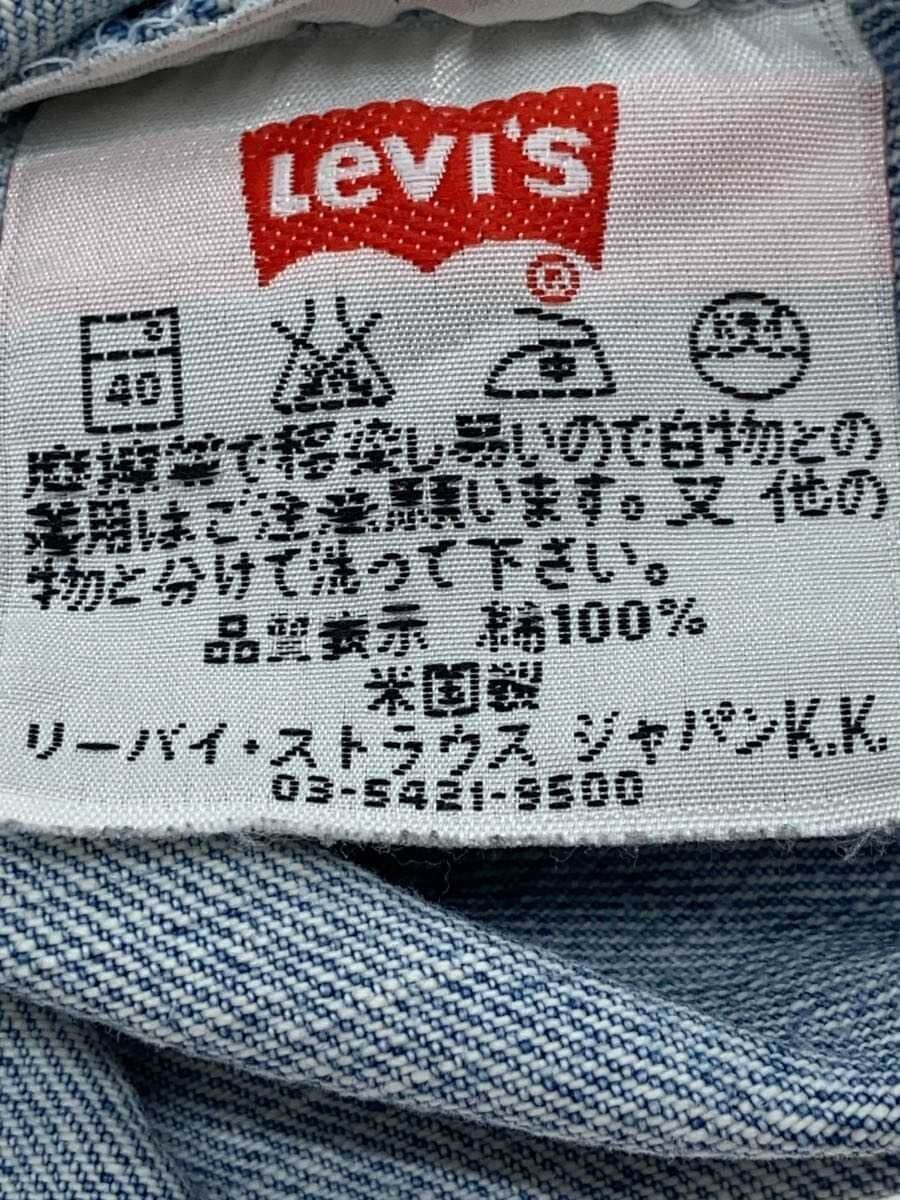 Levi's
®
40
ドライ
摩擦等で移染し易いので白物との
着用はご注意願います。又 他の
物と分けて洗って下さい。
品質表示 綿100%
米国製
リーバイ・ストラウス ジャパンK.K.
03-5421-9500